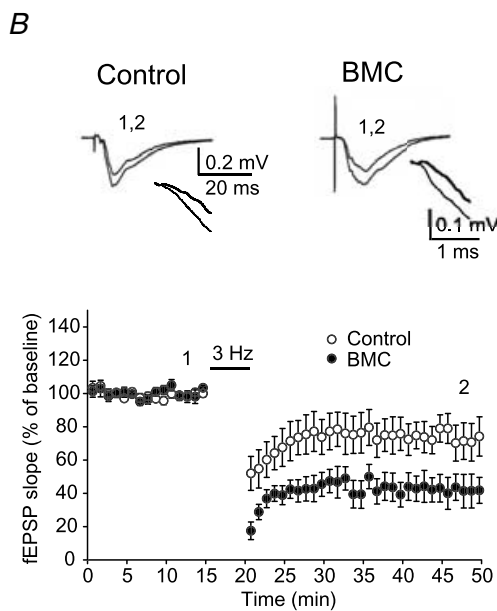 B
Control
BMC
1,2
1,2
0.2 mV
20 ms
0.1 mV
1 ms
fEPSP slope (% of baseline)
140
120
100
80
60
40
20
0
1
3 Hz
Control
BMC
2
0 5 10 15 20 25 30 35 40 45 50
Time (min)